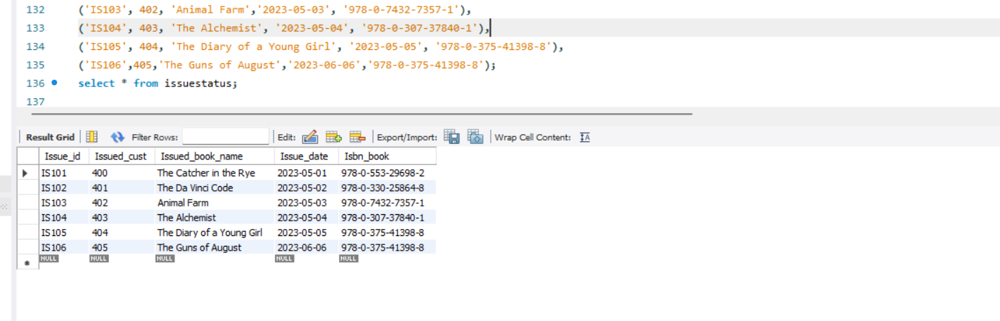 132 ('IS103', 402, 'Animal Farm','2023-05-03', '978-0-7432-7357-1'),
133 ('IS104', 403, 'The Alchemist', '2023-05-04', '978-0-307-37840-1'),
134 ('IS105', 404, 'The Diary of a Young Girl', '2023-05-05', '978-0-375-41398-8'),
135 ('IS106',405,'The Guns of August','2023-06-06','978-0-375-41398-8');
136 select * from issuestatus;
137
Result Grid Filter Rows: Edit: Export/Import: Wrap Cell Content: IA
Issue_id Issued_cust Issued_book_name Issue_date Isbn_book
IS101 400 The Catcher in the Rye 2023-05-01 978-0-553-29698-2
IS102 401 The Da Vinci Code 2023-05-02 978-0-330-25864-8
IS103 402 Animal Farm 2023-05-03 978-0-7432-7357-1
IS104 403 The Alchemist 2023-05-04 978-0-307-37840-1
IS105 404 The Diary of a Young Girl 2023-05-05 978-0-375-41398-8
IS106 405 The Guns of August 2023-06-06 978-0-375-41398-8
NULL NULL NULL NULL NULL